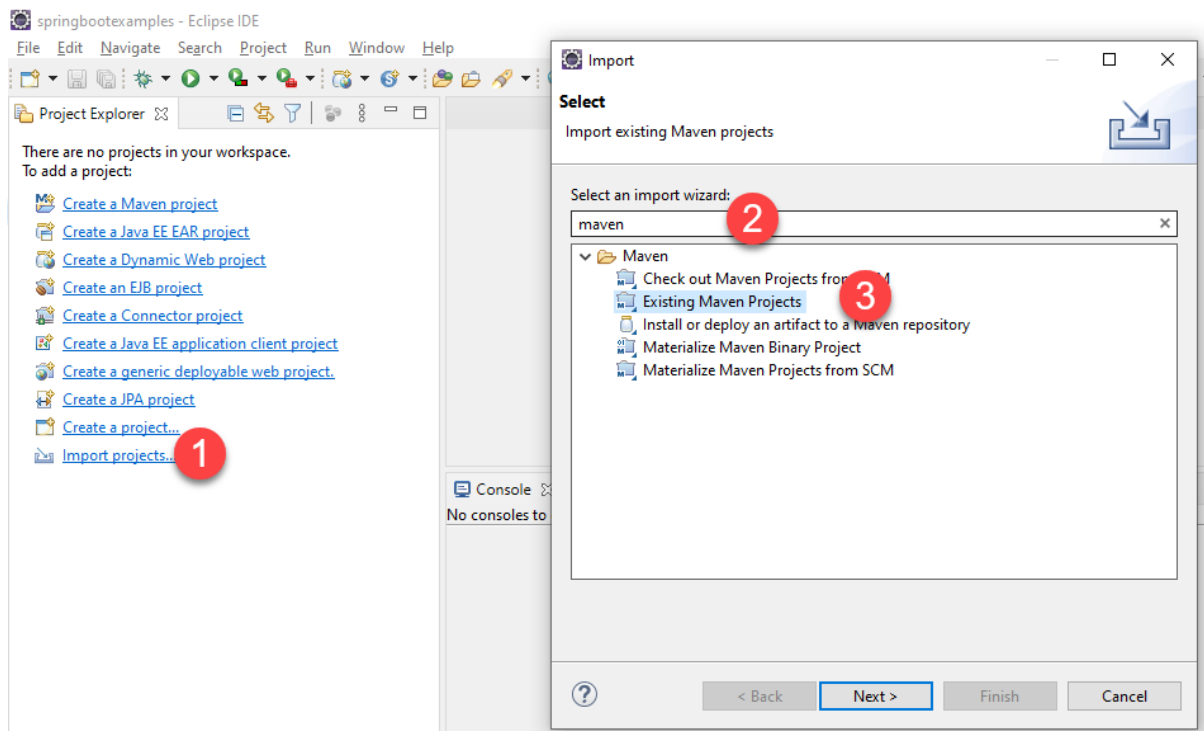 springbootexamples - Eclipse IDE
File Edit Navigate Search Project Run Window Help
Project Explorer
There are no projects in your workspace.
To add a project:
Create a Maven project
Create a Java EE EAR project
Create a Dynamic Web project
Create an EJB project
Create a Connector project
Create a Java EE application client project
Create a generic deployable web project.
Create a JPA project
Create a project...
Import projects...
1
Console
No consoles to
Import
Select
Import existing Maven projects
Select an import wizard:
maven
2
Maven
Check out Maven Projects from SCM
Existing Maven Projects
3
Install or deploy an artifact to a Maven repository
Materialize Maven Binary Project
Materialize Maven Projects from SCM
< Back Next > Finish Cancel